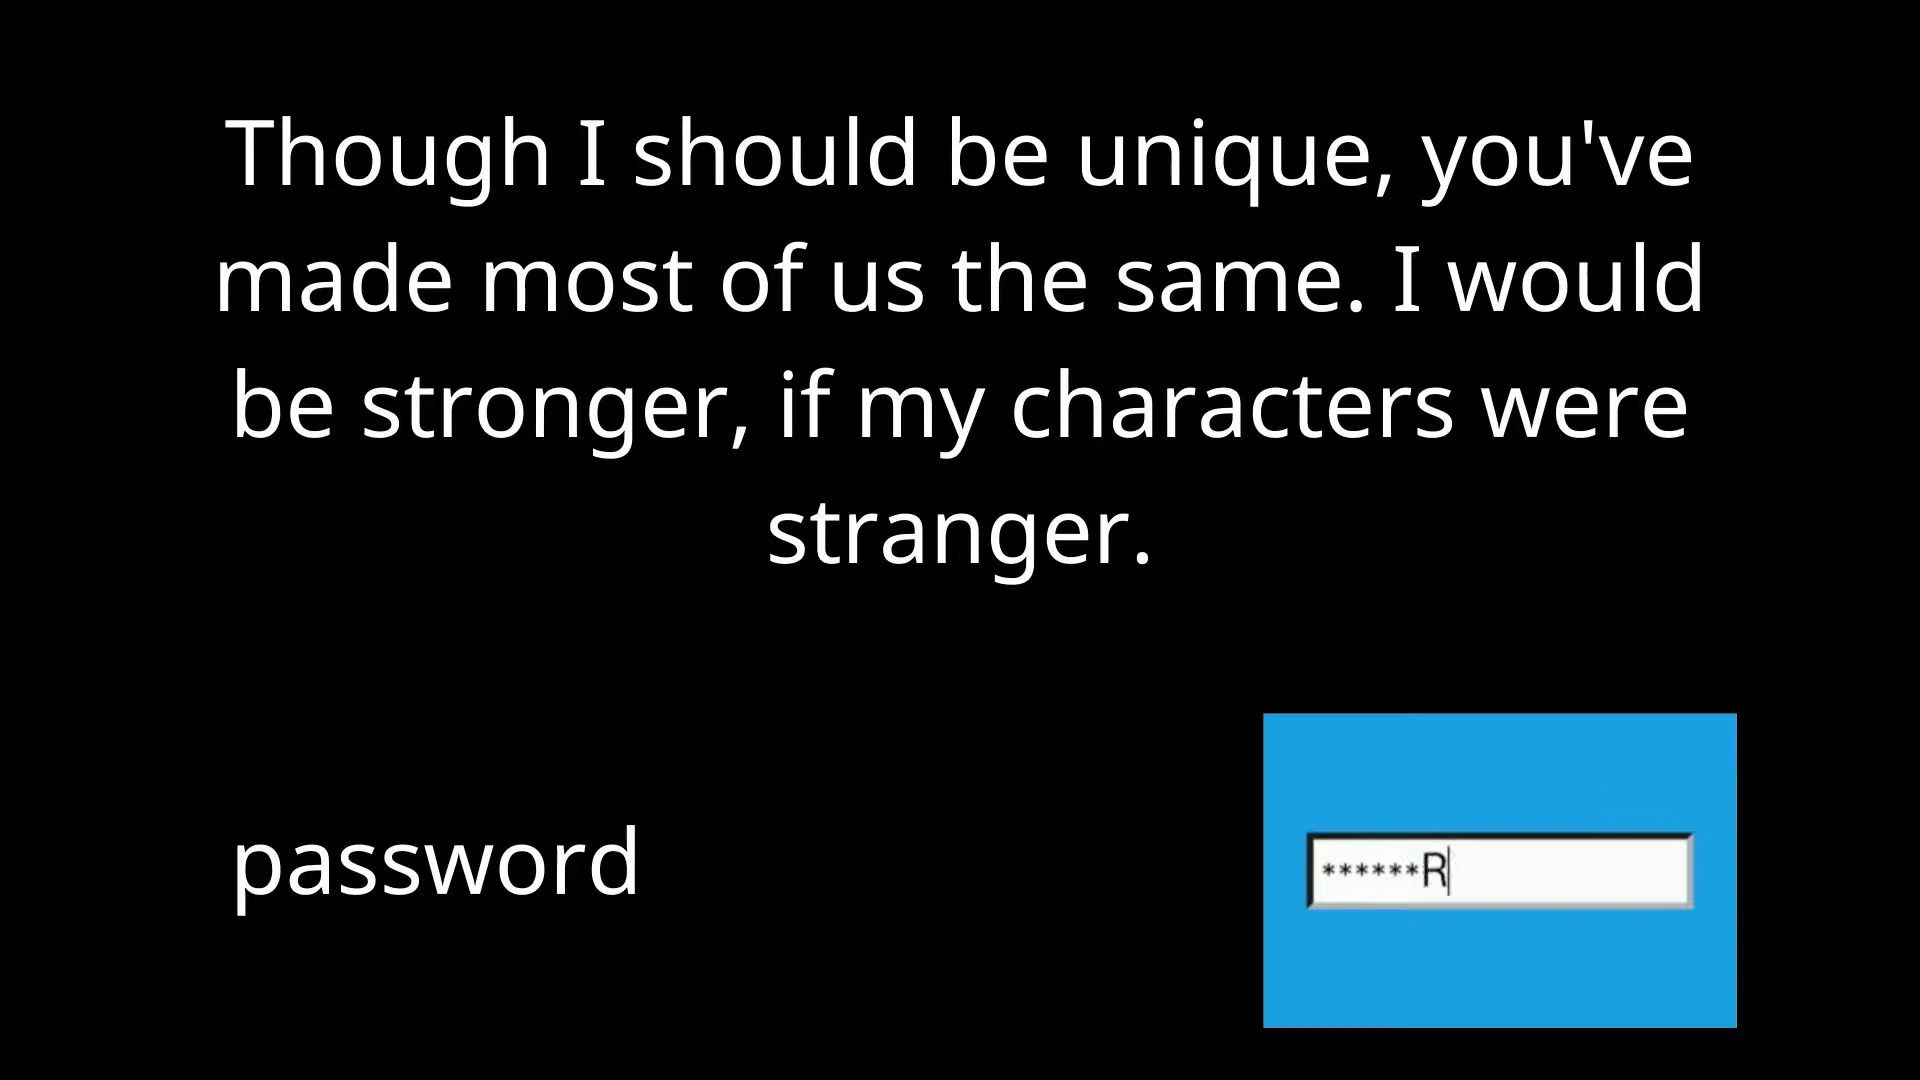 Though I should be unique, you've
made most of us the same. I would
be stronger, if my characters were
stranger.
password
******R